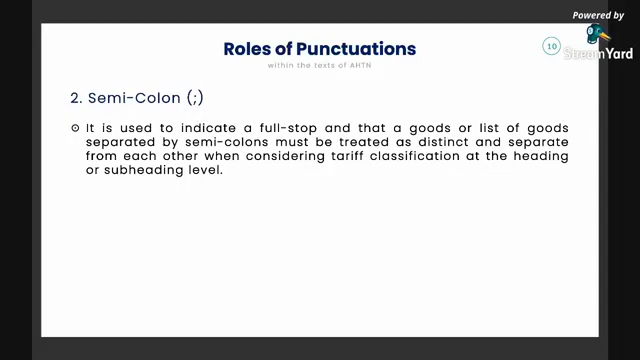 Powered by
StreamYard
Roles of Punctuations
10
within the texts of AHTN
2. Semi-Colon (;)
It is used to indicate a full-stop and that a goods or list of goods
separated by semi-colons must be treated as distinct and separate
from each other when considering tariff classification at the heading
or subheading level.